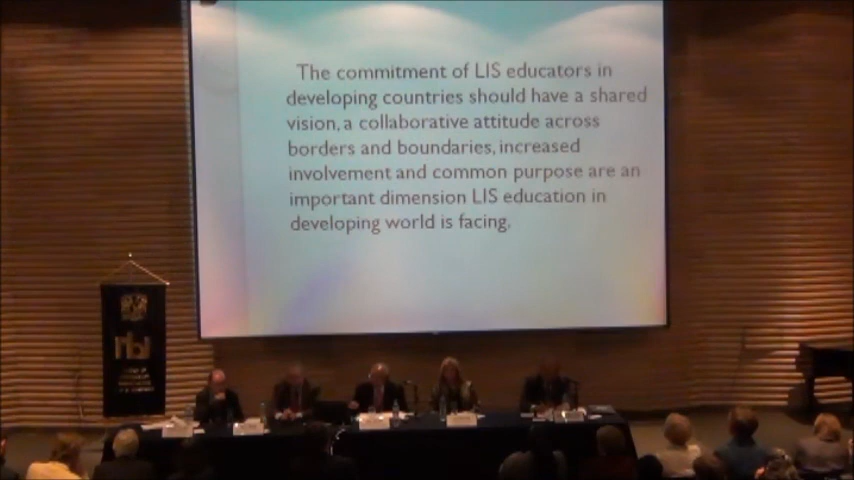 The commitment of LIS educators in
developing countries should have a shared
vision, a collaborative attitude across
borders and boundaries, increased
involvement and common purpose are an
important dimension LIS education in
developing world is facing.